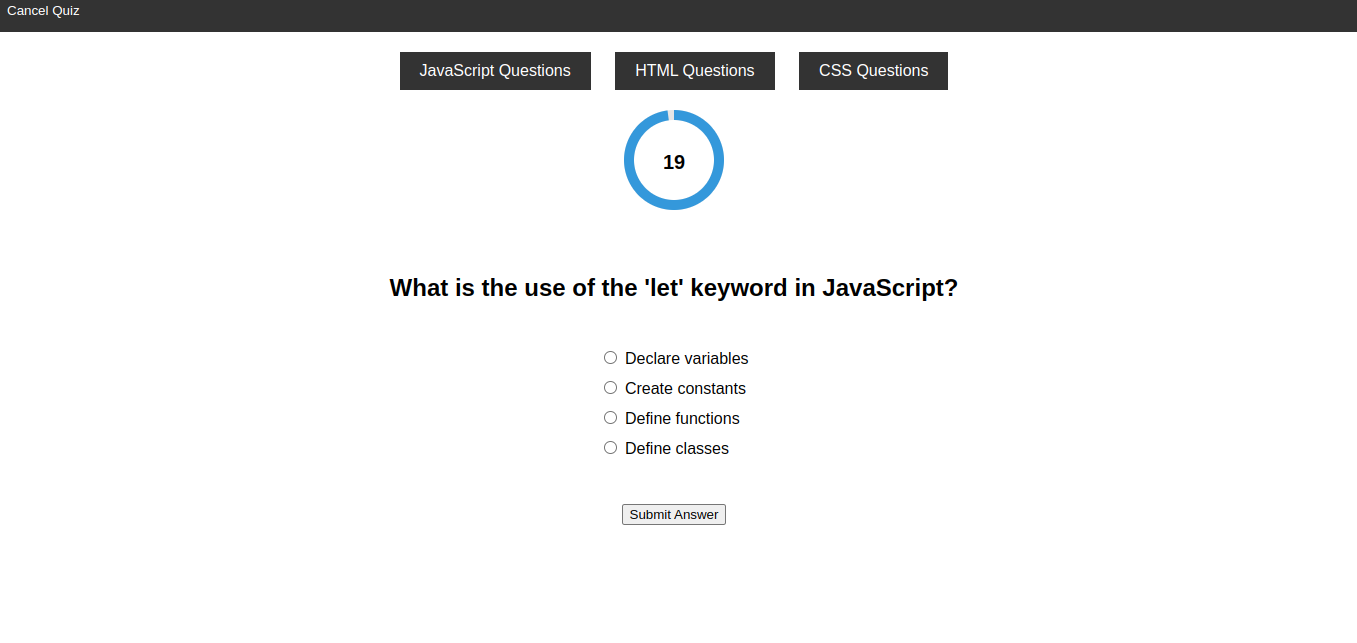 Cancel Quiz
JavaScript Questions
HTML Questions
CSS Questions
19
What is the use of the 'let' keyword in JavaScript?
Declare variables
Create constants
Define functions
Define classes
Submit Answer